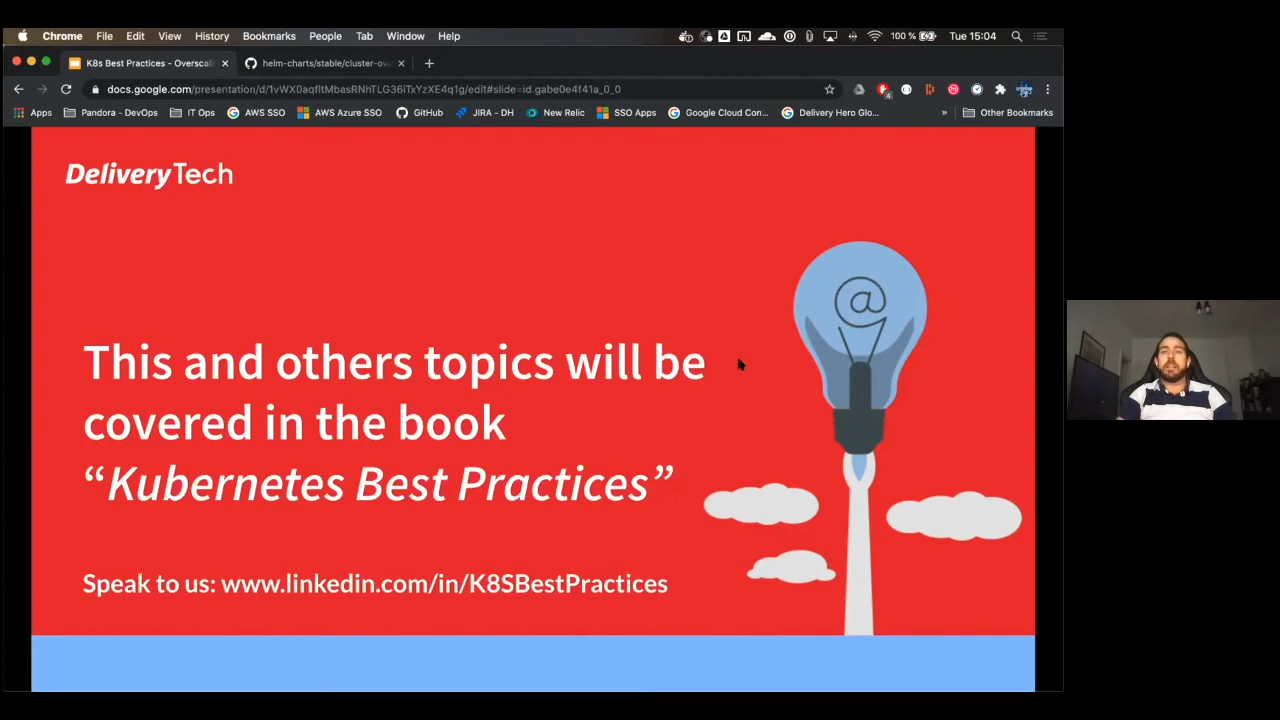 Chrome File Edit View History Bookmarks People Tab Window Help 100 % Tue 15:04
K8s Best Practices - Overscal helm-charts/stable/cluster-ov
docs.google.com/presentation/d/1vWX0aqfItMbasRNhTLG36iTxYzXE4q1g/edit#slide=id.gabe0e4f41a_0_0
Apps Pandora - DevOps IT Ops AWS SSO AWS Azure SSO GitHub JIRA - DH New Relic SSO Apps Google Cloud Con... Delivery Hero Glo... » Other Bookmarks
DeliveryTech
@
This and others topics will be
covered in the book
“Kubernetes Best Practices”
Speak to us: www.linkedin.com/in/K8SBestPractices